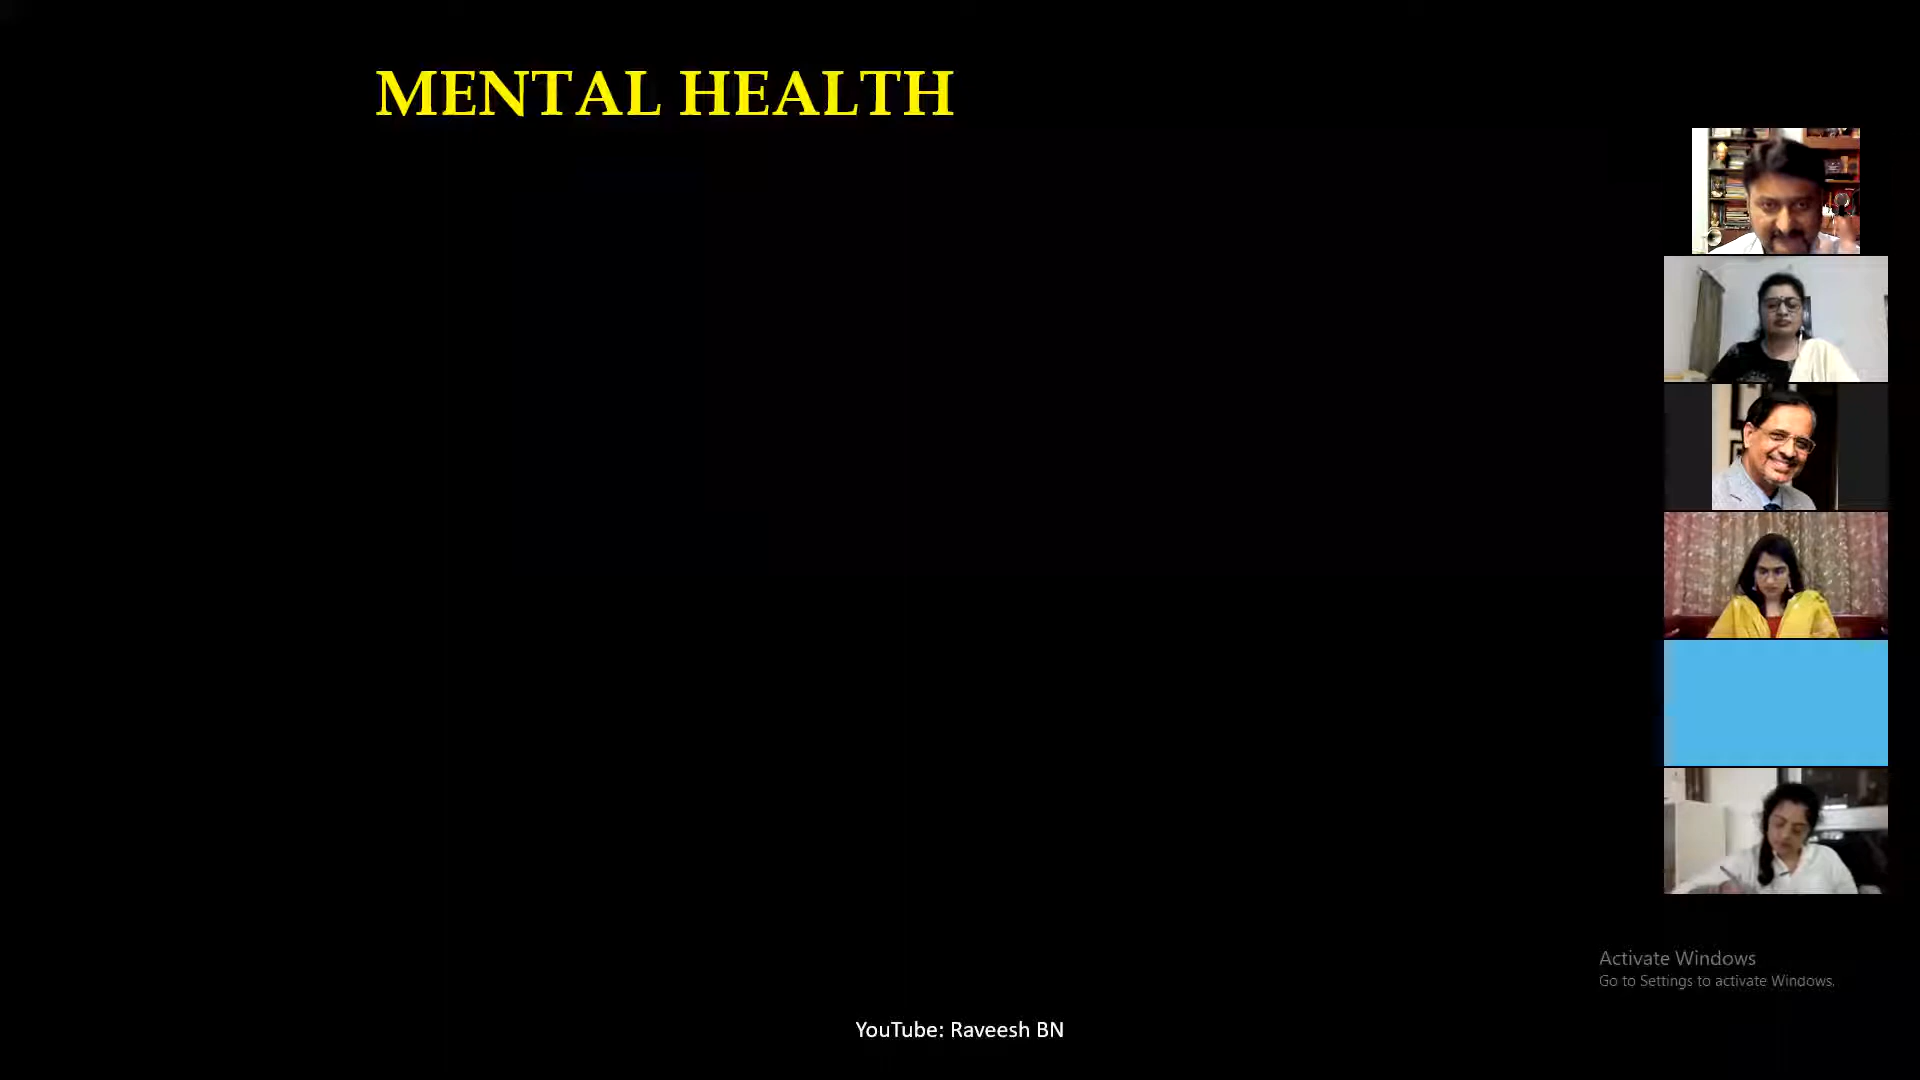 MENTAL HEALTH
Activate Windows
Go to Settings to activate Windows.
YouTube: Raveesh BN